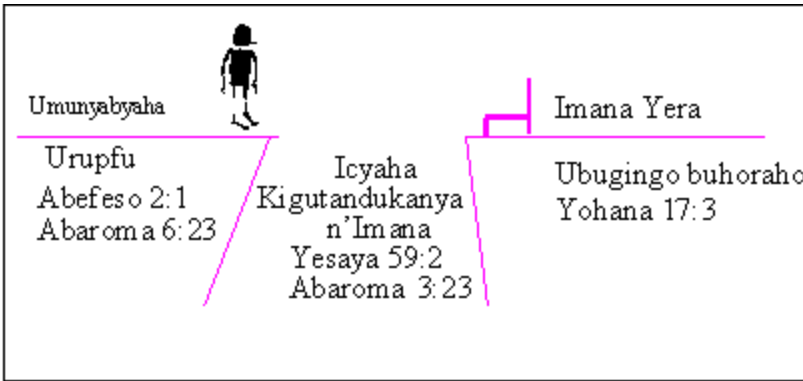 Umunyabyaha
Urupfu
Abefeso 2:1
Abaroma 6:23
Icyaha
Kigutandukanya
n'Imana
Yesaya 59:2
Abaroma 3:23
Imana Yera
Ubugingo buhoraho
Yohana 17:3